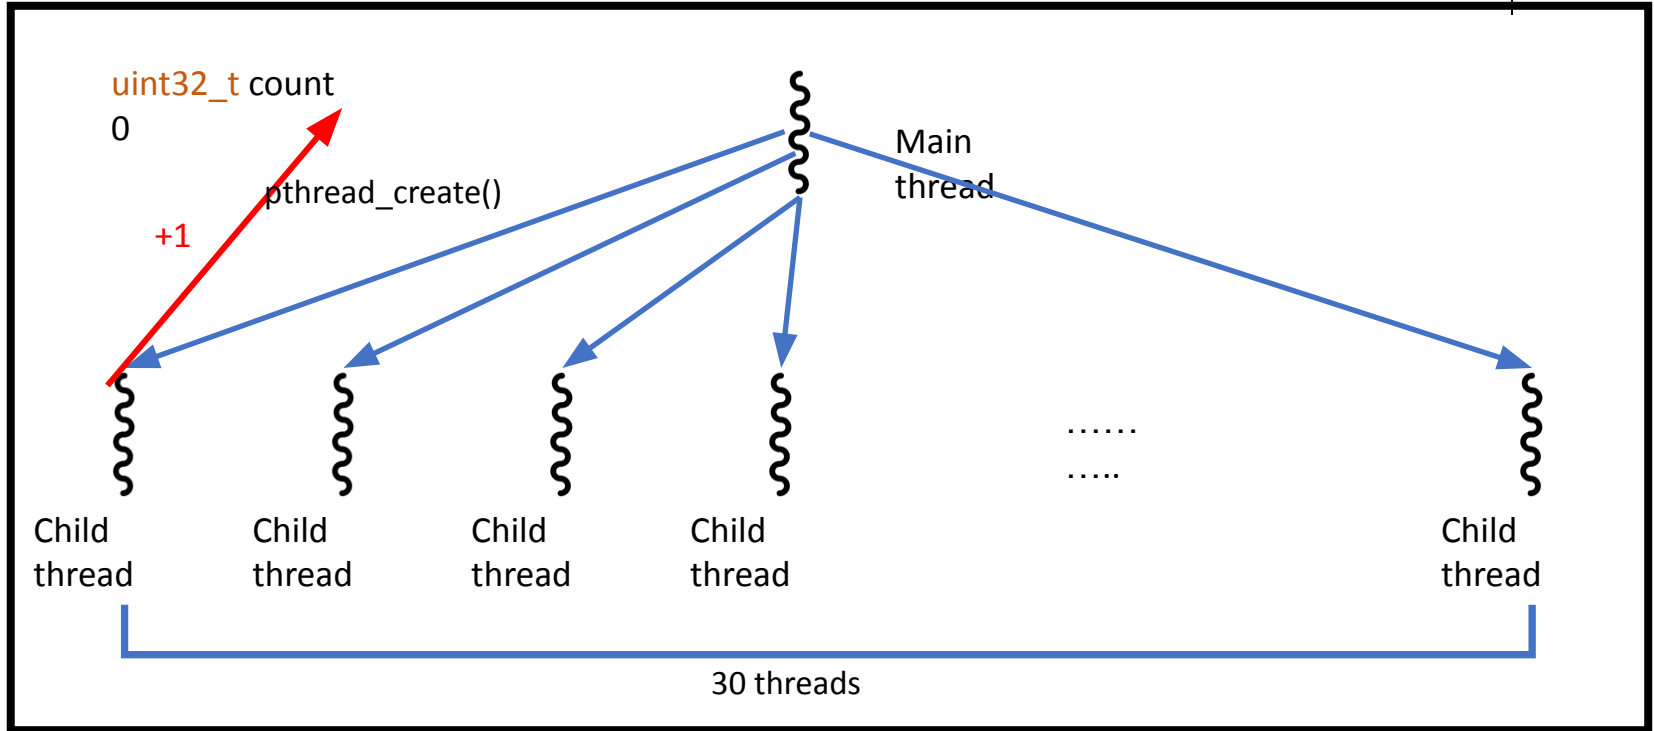 uint32_t count
0
Main
thread
pthread_create()
+1
……
…..
Child
thread
Child
thread
Child
thread
Child
thread
Child
thread
30 threads